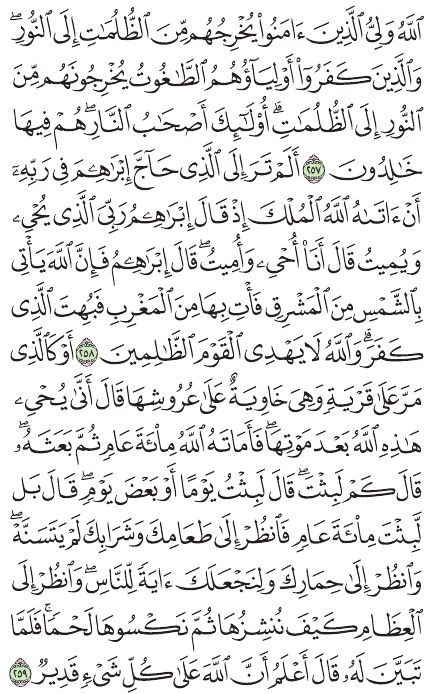 ٱللَّهُ وَلِىُّ ٱلَّذِينَ ءَامَنُوا۟ يُخْرِجُهُم مِّنَ ٱلظُّلُمَـٰتِ إِلَى ٱلنُّورِ ۖ
وَٱلَّذِينَ كَفَرُوٓا۟ أَوْلِيَآؤُهُمُ ٱلطَّـٰغُوتُ يُخْرِجُونَهُم مِّنَ
ٱلنُّورِ إِلَى ٱلظُّلُمَـٰتِ ۗ أُو۟لَـٰٓئِكَ أَصْحَـٰبُ ٱلنَّارِ ۖ هُمْ فِيهَا
خَـٰلِدُونَ ٢٥٧ أَلَمْ تَرَ إِلَى ٱلَّذِى حَآجَّ إِبْرَٰهِـۧمَ فِى رَبِّهِۦٓ
أَنْ ءَاتَىٰهُ ٱللَّهُ ٱلْمُلْكَ إِذْ قَالَ إِبْرَٰهِـۧمُ رَبِّىَ ٱلَّذِى يُحْىِۦ
وَيُمِيتُ قَالَ أَنَا۠ أُحْىِۦ وَأُمِيتُ ۖ قَالَ إِبْرَٰهِـۧمُ فَإِنَّ ٱللَّهَ يَأْتِى
بِٱلشَّمْسِ مِنَ ٱلْمَشْرِقِ فَأْتِ بِهَا مِنَ ٱلْمَغْرِبِ فَبُهِتَ ٱلَّذِى
كَفَرَ ۗ وَٱللَّهُ لَا يَهْدِى ٱلْقَوْمَ ٱلظَّـٰلِمِينَ ٢٥٨ أَوْ كَٱلَّذِى
مَرَّ عَلَىٰ قَرْيَةٍ وَهِىَ خَاوِيَةٌ عَلَىٰ عُرُوشِهَا قَالَ أَنَّىٰ يُحْىِۦ
هَـٰذِهِ ٱللَّهُ بَعْدَ مَوْتِهَا ۖ فَأَمَاتَهُ ٱللَّهُ مِا۟ئَةَ عَامٍ ثُمَّ بَعَثَهُۥ ۖ
قَالَ كَمْ لَبِثْتَ ۖ قَالَ لَبِثْتُ يَوْمًا أَوْ بَعْضَ يَوْمٍ ۖ قَالَ بَل
لَّبِثْتَ مِا۟ئَةَ عَامٍ فَٱنظُرْ إِلَىٰ طَعَامِكَ وَشَرَابِكَ لَمْ يَتَسَنَّهْ ۖ
وَٱنظُرْ إِلَىٰ حِمَارِكَ وَلِنَجْعَلَكَ ءَايَةً لِّلنَّاسِ ۖ وَٱنظُرْ إِلَى
ٱلْعِظَامِ كَيْفَ نُنشِزُهَا ثُمَّ نَكْسُوهَا لَحْمًا ۚ فَلَمَّا
تَبَيَّنَ لَهُۥ قَالَ أَعْلَمُ أَنَّ ٱللَّهَ عَلَىٰ كُلِّ شَىْءٍ قَدِيرٌ ٢٥٩